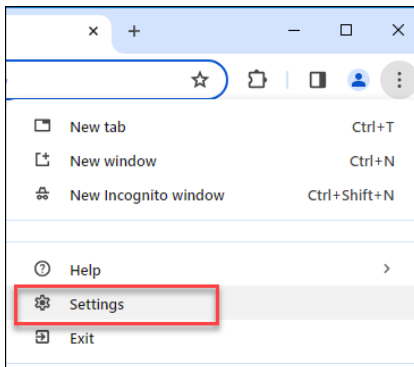 New tab Ctrl+T
New window Ctrl+N
New Incognito window Ctrl+Shift+N
Help
Settings
Exit